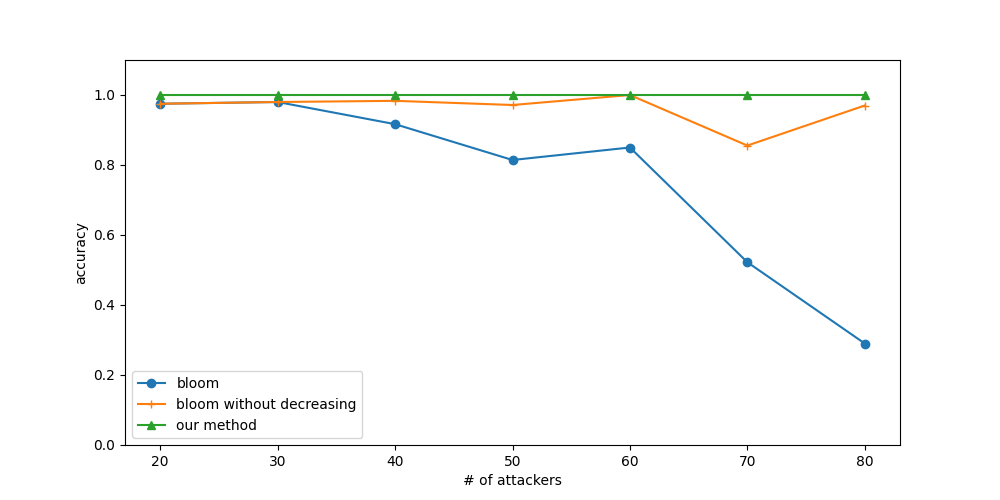 1.0
0.8
0.6
0.4
0.2
0.0
accuracy
bloom
bloom without decreasing
our method
20 30 40 50 60 70 80
# of attackers